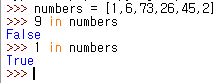 >>> numbers = [1,6,73,26,45,2]
>>> 9 in numbers
False
>>> 1 in numbers
True
>>>